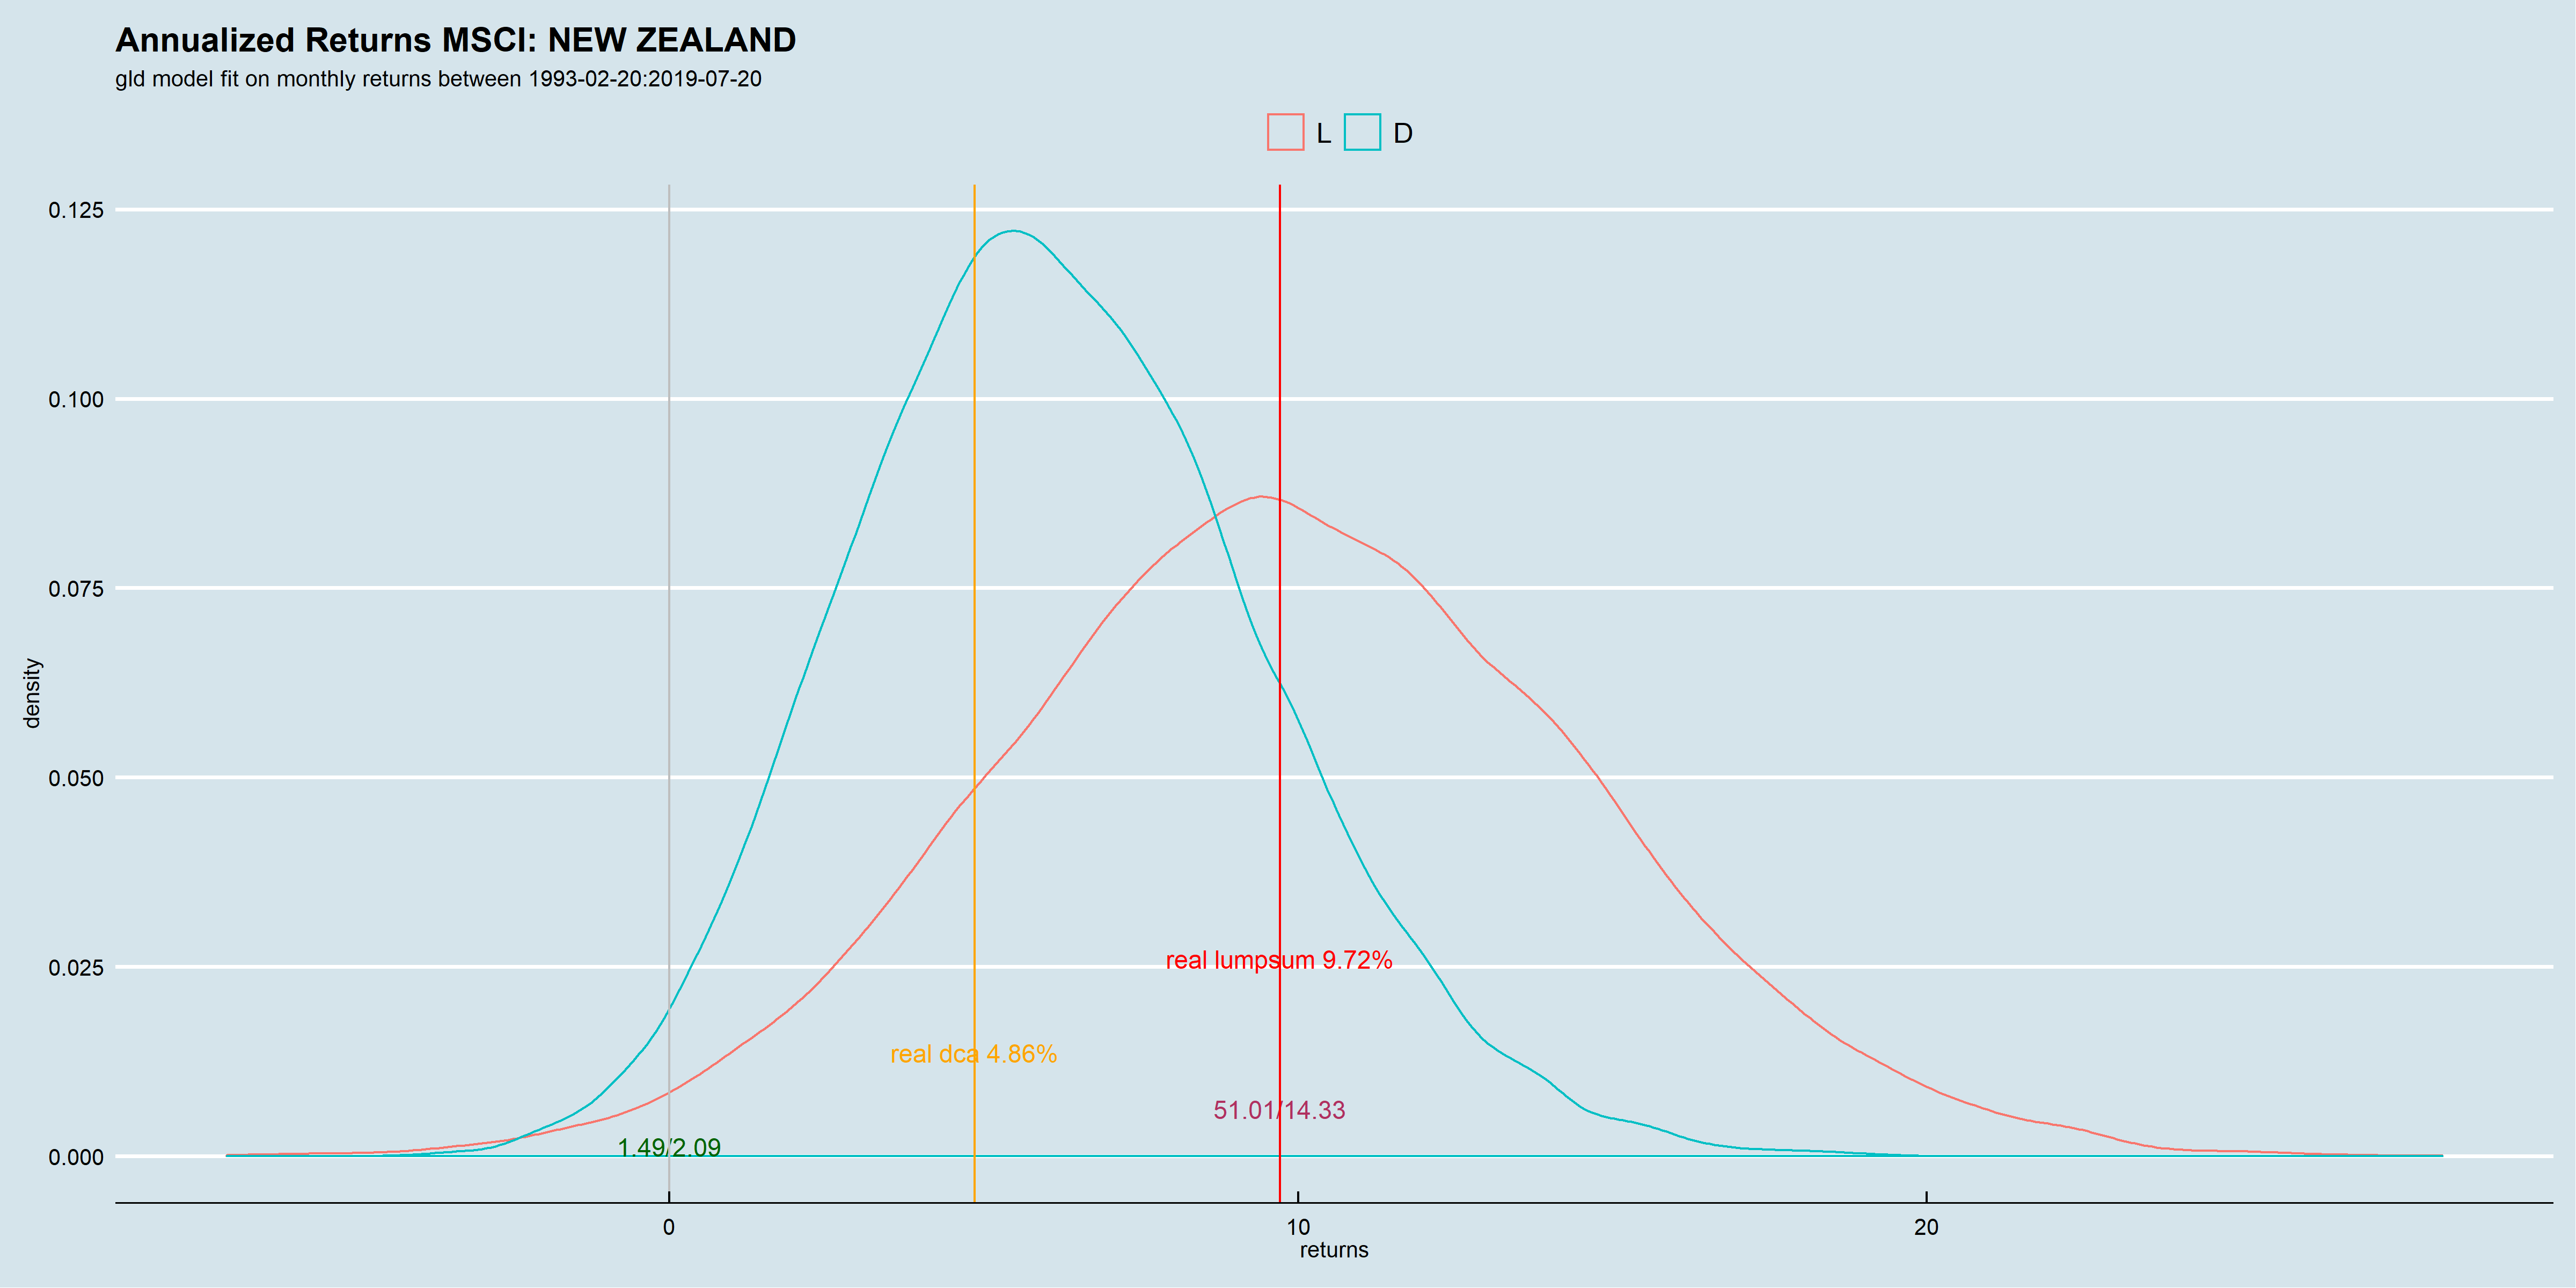 Annualized Returns MSCI: NEW ZEALAND
gld model fit on monthly returns between 1993-02-20:2019-07-20
L D
0.125
0.100
0.075
0.050
0.025
0.000
density
real lumpsum 9.72%
real dca 4.86%
51.01/14.33
1.49/2.09
0 10 20
returns